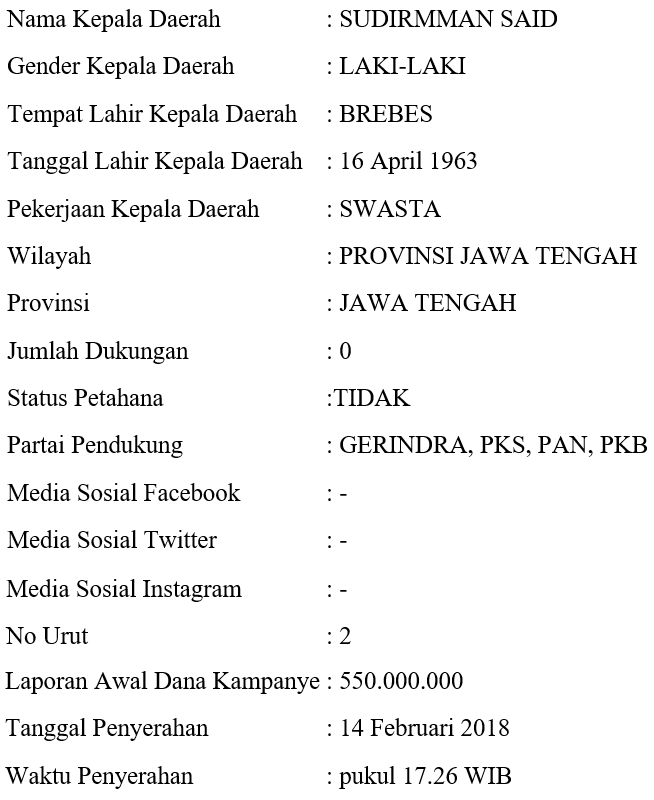 Nama Kepala Daerah : SUDIRMMAN SAID
Gender Kepala Daerah : LAKI-LAKI
Tempat Lahir Kepala Daerah : BREBES
Tanggal Lahir Kepala Daerah : 16 April 1963
Pekerjaan Kepala Daerah : SWASTA
Wilayah : PROVINSI JAWA TENGAH
Provinsi : JAWA TENGAH
Jumlah Dukungan : 0
Status Petahana :TIDAK
Partai Pendukung : GERINDRA, PKS, PAN, PKB
Media Sosial Facebook : -
Media Sosial Twitter : -
Media Sosial Instagram : -
No Urut : 2
Laporan Awal Dana Kampanye : 550.000.000
Tanggal Penyerahan : 14 Februari 2018
Waktu Penyerahan : pukul 17.26 WIB